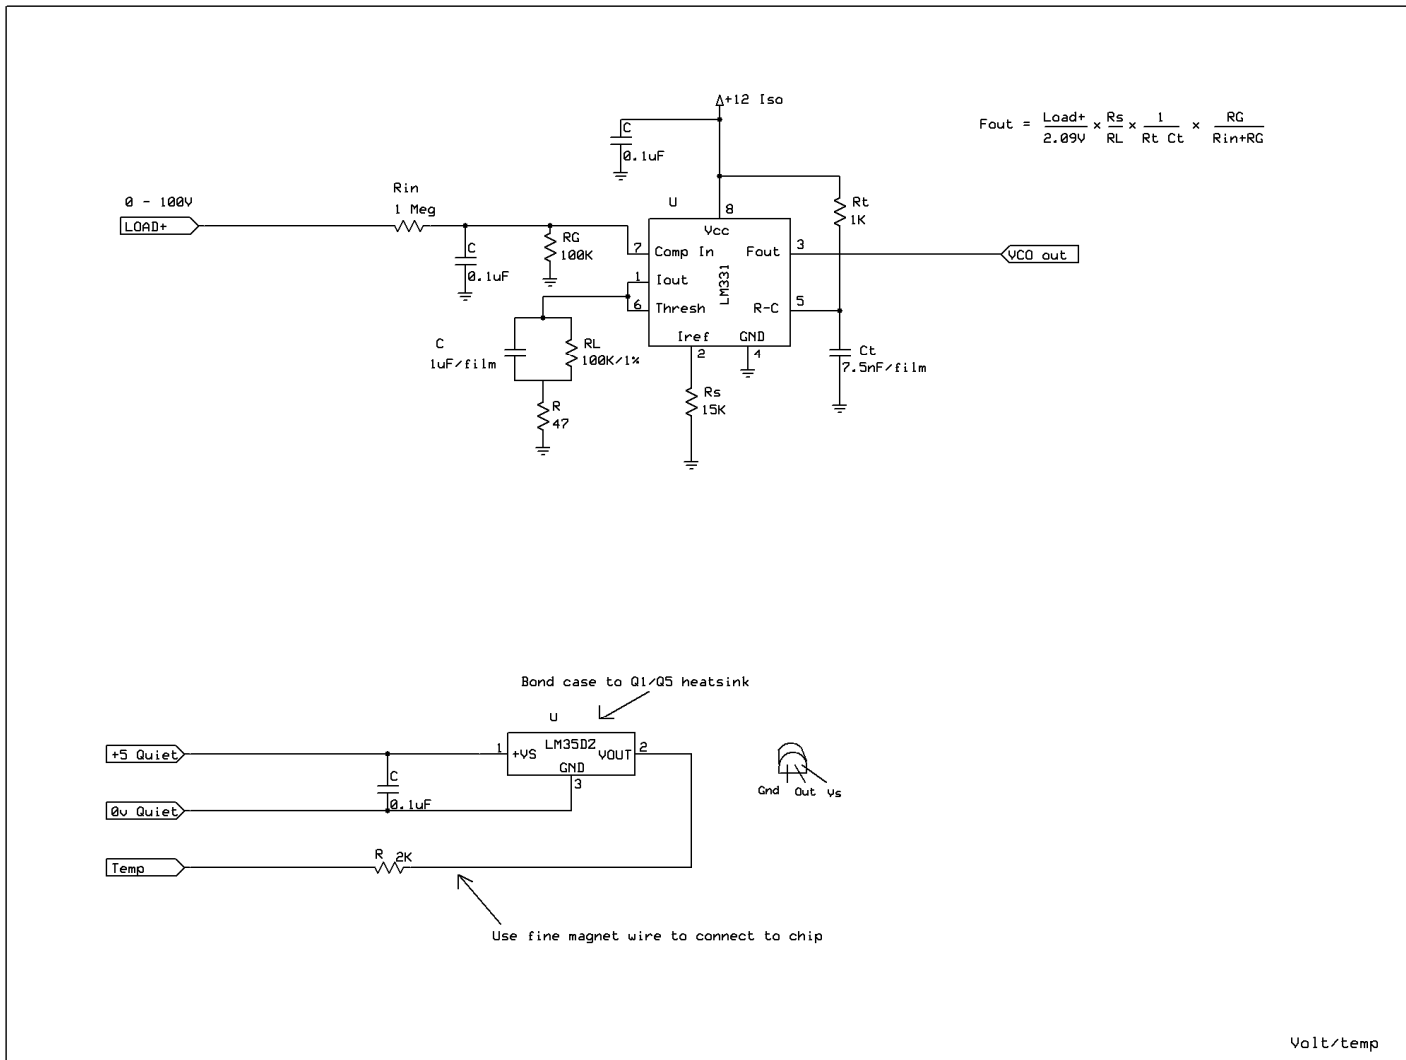 +12 Iso
C
0.1uF
Fout = Load+ / 2.09V × Rs / RL × 1 / Rt Ct × RG / Rin+RG
0 - 100V
LOAD+
Rin
1 Meg
C
0.1uF
RG
100K
U
8
Vcc
7 Comp In
1 Iout
6 Thresh
LM331
Fout 3
R-C 5
Iref
2
GND
4
Rt
1K
VCO out
Ct
7.5nF/film
C
1uF/film
RL
100K/1%
R
47
Rs
15K
Bond case to Q1/Q5 heatsink
U
+5 Quiet
1 +VS
LM35DZ
VOUT 2
GND
3
C
0.1uF
0v Quiet
Gnd Out Vs
Temp
R 2K
Use fine magnet wire to connect to chip
Volt/temp